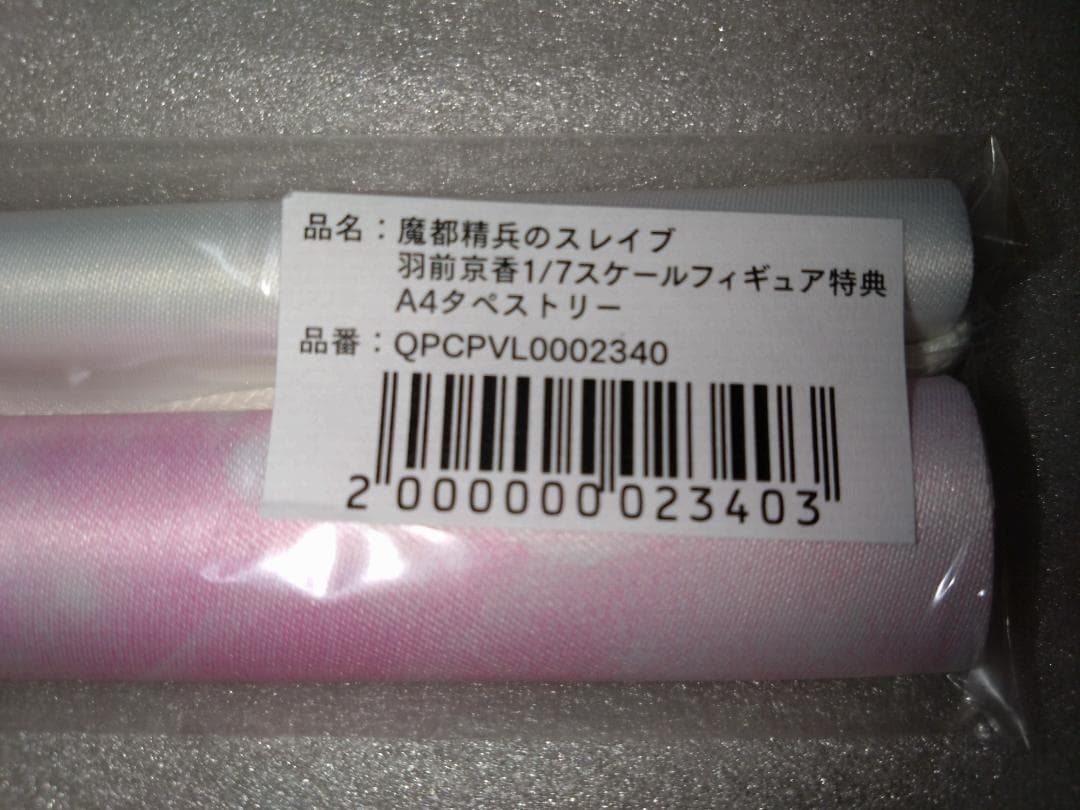 品名：魔都精兵のスレイブ
羽前京香1/7スケールフィギュア特典
A4タペストリー
品番：QPCPVL0002340
2 000000 023403